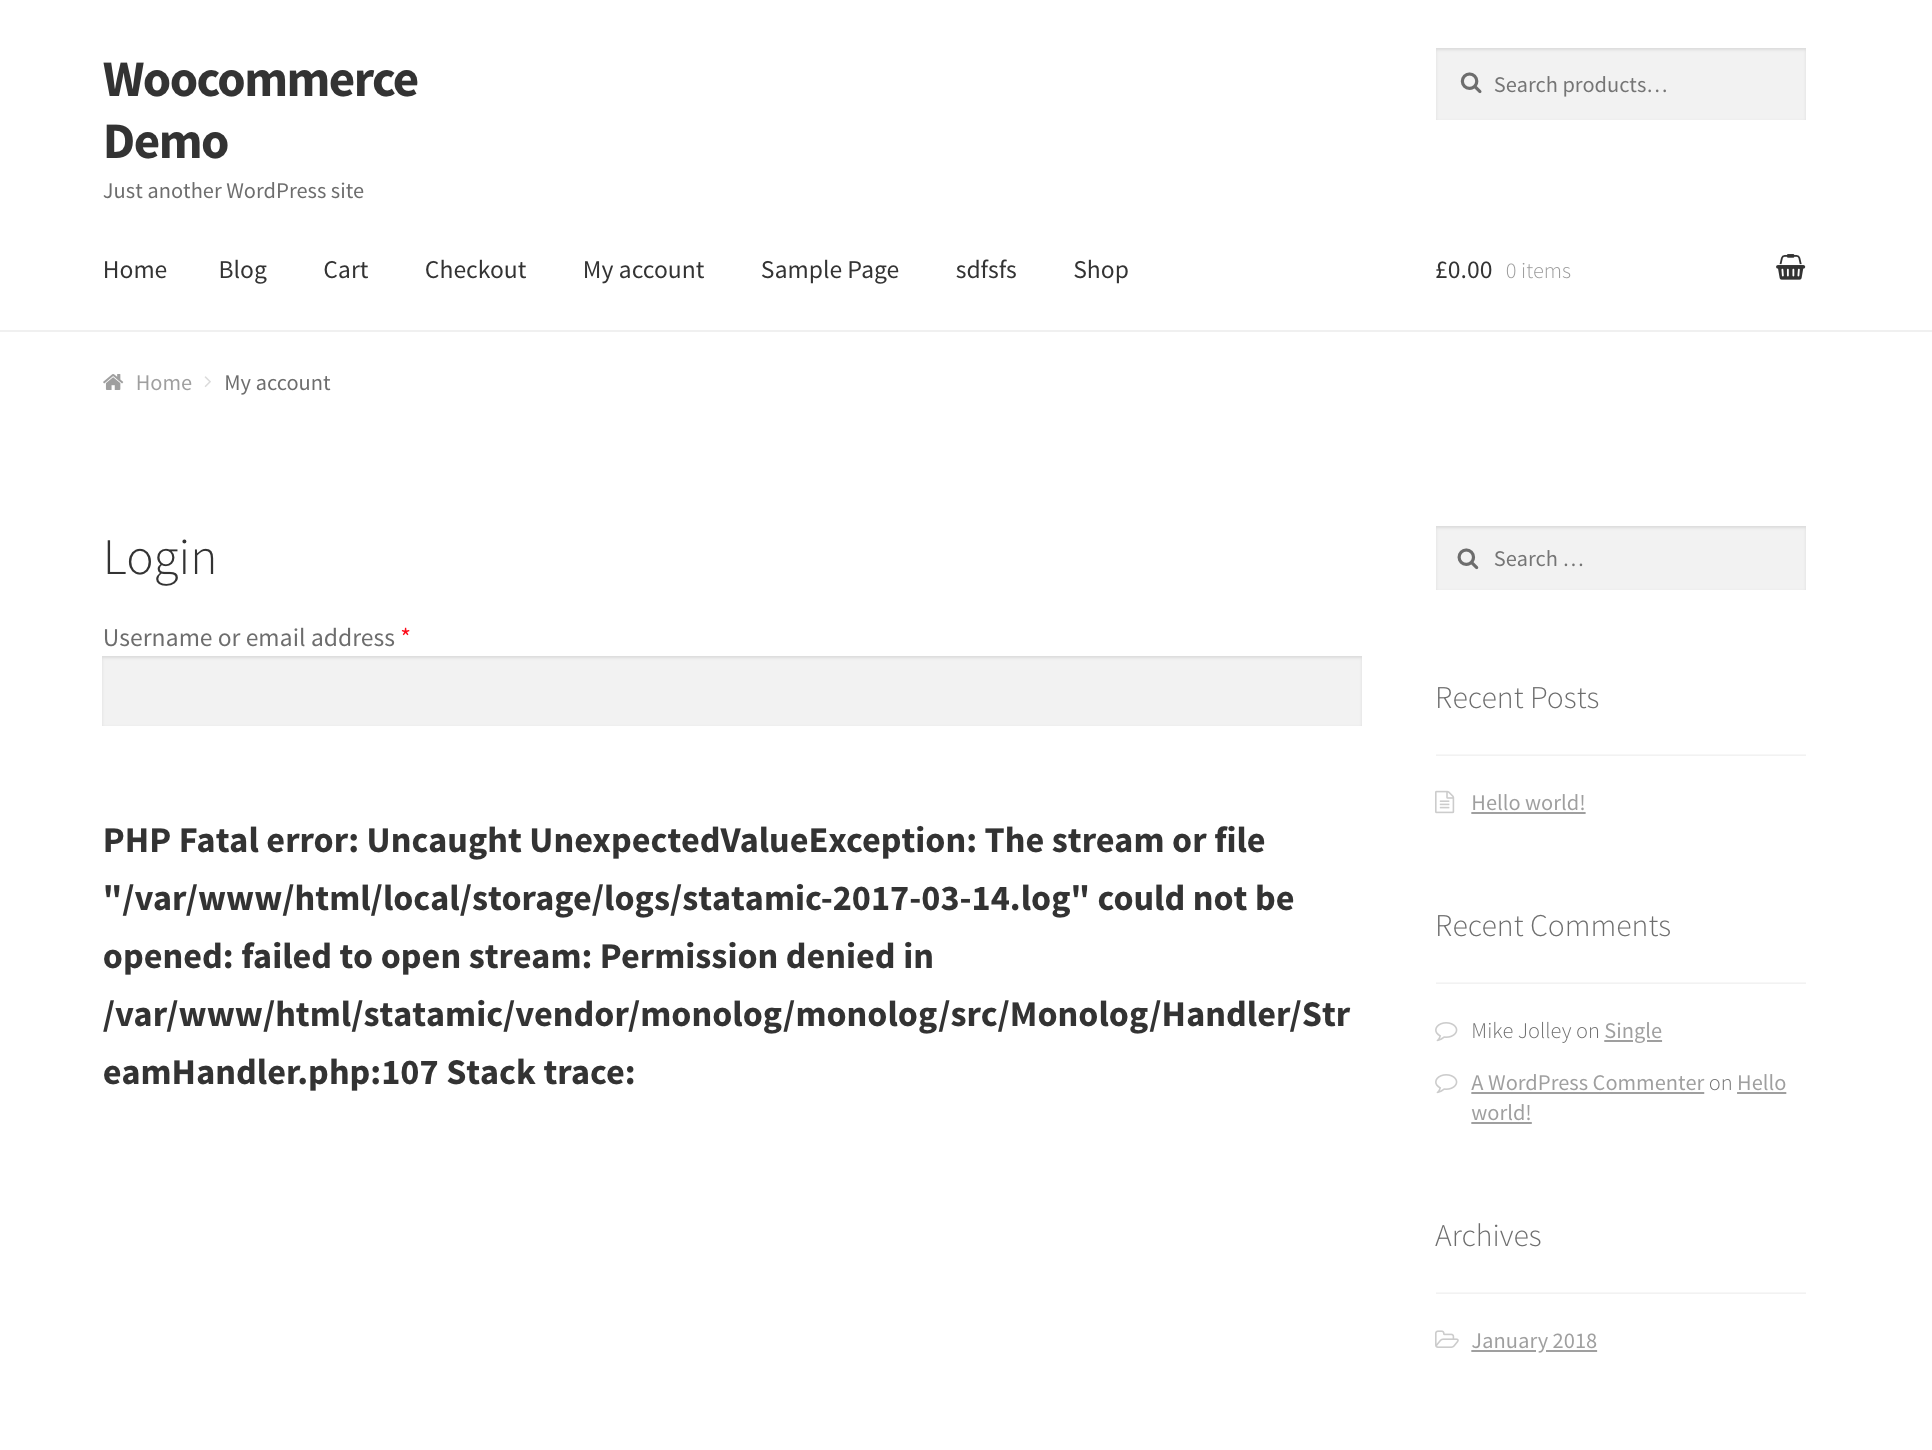 Woocommerce
Demo
Just another WordPress site
Search products…
Home Blog Cart Checkout My account Sample Page sdfsfs Shop
£0.00 0 items
Home My account
Login
Username or email address *
PHP Fatal error: Uncaught UnexpectedValueException: The stream or file
"/var/www/html/local/storage/logs/statamic-2017-03-14.log" could not be
opened: failed to open stream: Permission denied in
/var/www/html/statamic/vendor/monolog/monolog/src/Monolog/Handler/Str
eamHandler.php:107 Stack trace:
Search …
Recent Posts
Hello world!
Recent Comments
Mike Jolley on Single
A WordPress Commenter on Hello
world!
Archives
January 2018